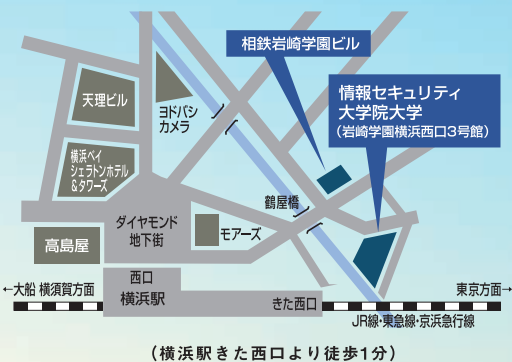 相鉄岩崎学園ビル
情報セキュリティ
大学院大学
(岩崎学園横浜西口3号館)
天理ビル
ヨドバシ
カメラ
横浜ベイ
シェラトンホテル
&タワーズ
鶴屋橋
ダイヤモンド
地下街
モアーズ
高島屋
西口
横浜駅
きた西口
←大船 横須賀方面
東京方面→
JR線・東急線・京浜急行線
(横浜駅きた西口より徒歩1分)